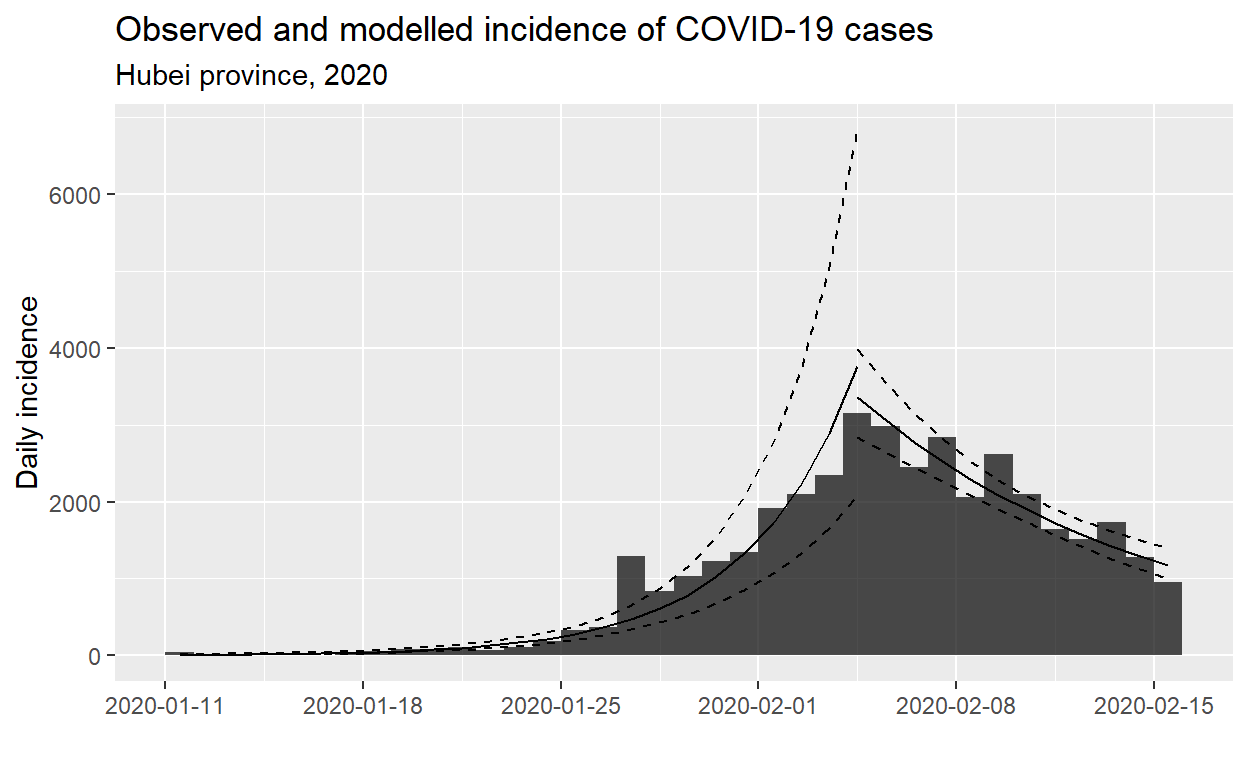 Observed and modelled incidence of COVID-19 cases
Hubei province, 2020
Daily incidence
6000
4000
2000
0
2020-01-11 2020-01-18 2020-01-25 2020-02-01 2020-02-08 2020-02-15